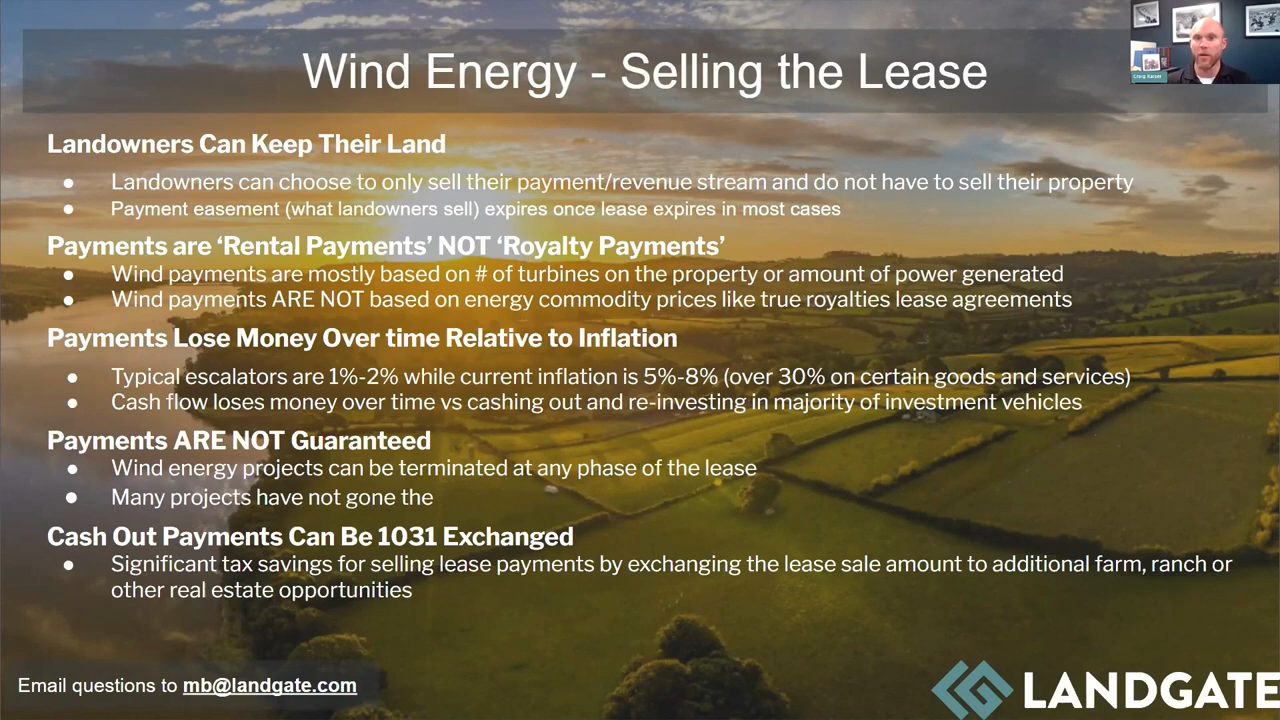 Wind Energy - Selling the Lease
Craig Kaiser
Landowners Can Keep Their Land
● Landowners can choose to only sell their payment/revenue stream and do not have to sell their property
● Payment easement (what landowners sell) expires once lease expires in most cases
Payments are ‘Rental Payments’ NOT ‘Royalty Payments’
● Wind payments are mostly based on # of turbines on the property or amount of power generated
● Wind payments ARE NOT based on energy commodity prices like true royalties lease agreements
Payments Lose Money Over time Relative to Inflation
● Typical escalators are 1%-2% while current inflation is 5%-8% (over 30% on certain goods and services)
● Cash flow loses money over time vs cashing out and re-investing in majority of investment vehicles
Payments ARE NOT Guaranteed
● Wind energy projects can be terminated at any phase of the lease
● Many projects have not gone the
Cash Out Payments Can Be 1031 Exchanged
● Significant tax savings for selling lease payments by exchanging the lease sale amount to additional farm, ranch or
other real estate opportunities
Email questions to mb@landgate.com
LANDGATE